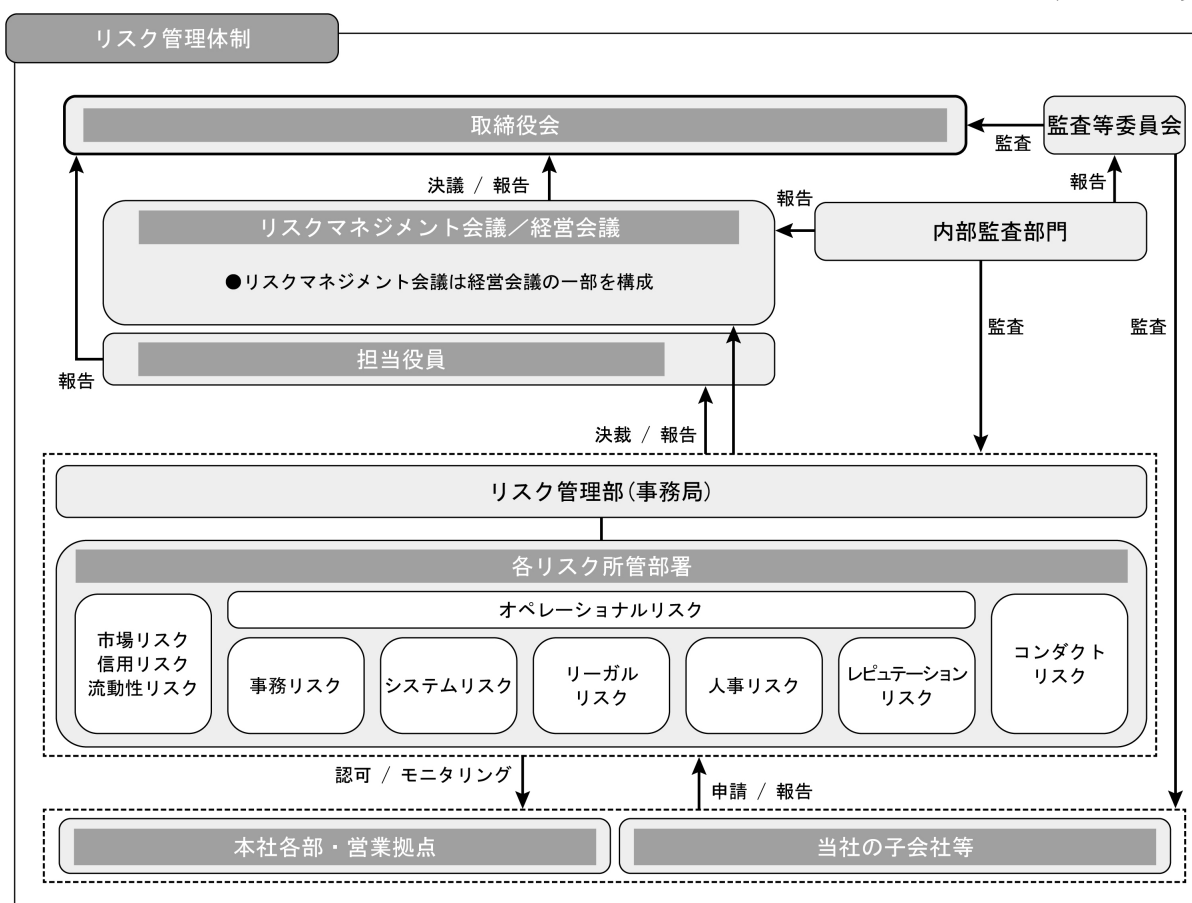 リスク管理体制
取締役会
監査等委員会
監査
決議 / 報告
報告
報告
リスクマネジメント会議／経営会議
内部監査部門
●リスクマネジメント会議は経営会議の一部を構成
監査
監査
担当役員
報告
決裁 / 報告
リスク管理部(事務局)
各リスク所管部署
オペレーショナルリスク
市場リスク
信用リスク
流動性リスク
事務リスク
システムリスク
リーガル
リスク
人事リスク
レピュテーション
リスク
コンダクト
リスク
認可 / モニタリング
申請 / 報告
本社各部・営業拠点
当社の子会社等